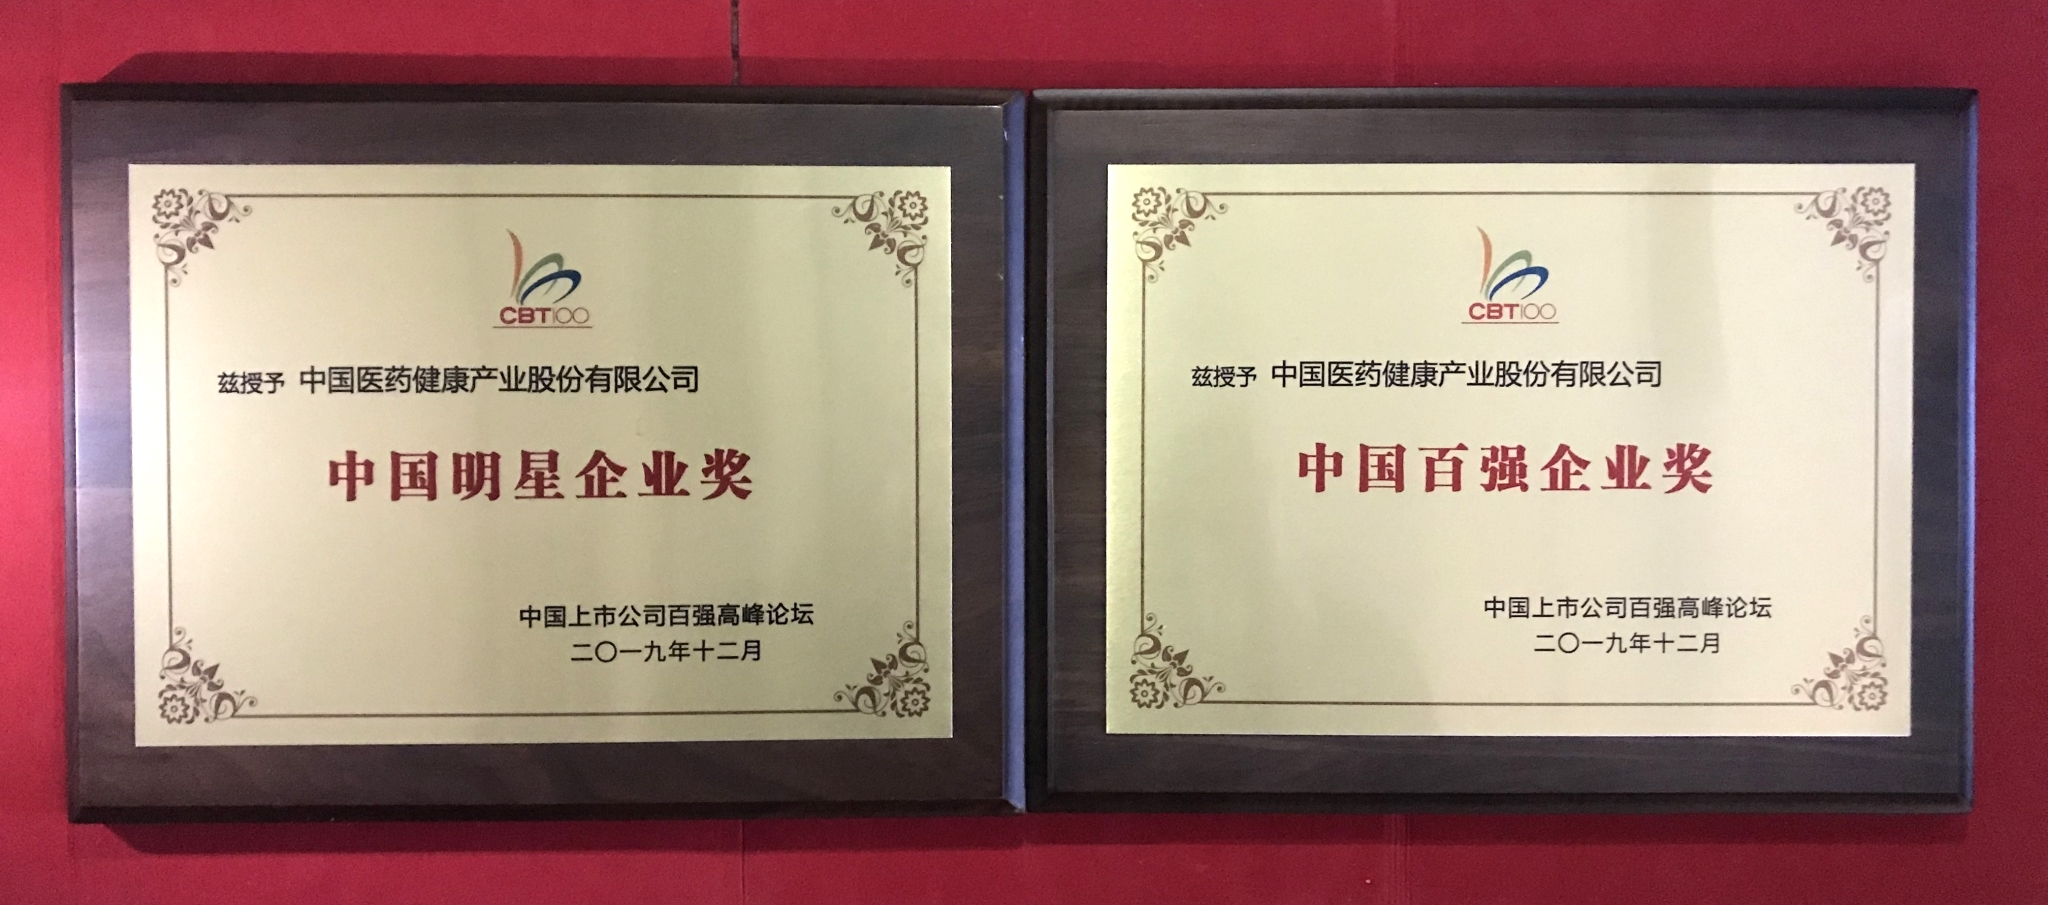 CBT100
兹授予 中国医药健康产业股份有限公司
中国明星企业奖
中国上市公司百强高峰论坛
二〇一九年十二月
CBT100
兹授予 中国医药健康产业股份有限公司
中国百强企业奖
中国上市公司百强高峰论坛
二〇一九年十二月